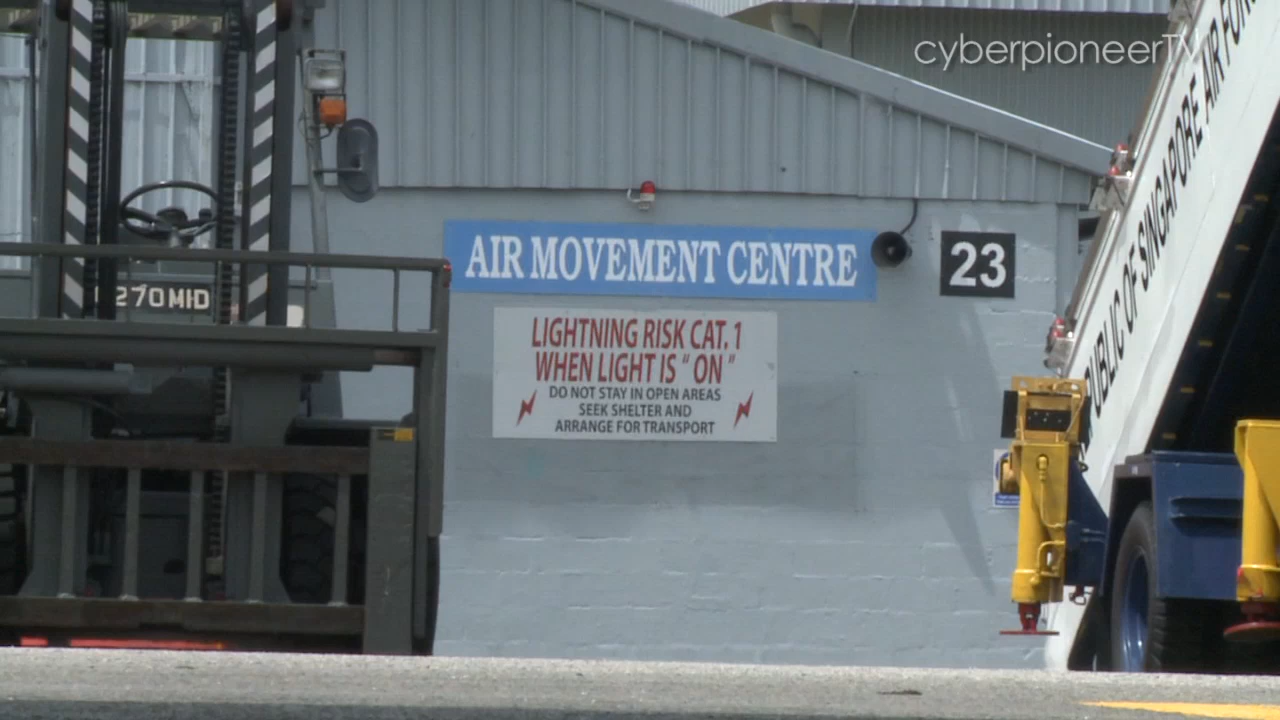 cyberpioneerTV
AIR MOVEMENT CENTRE
23
LIGHTNING RISK CAT. 1
WHEN LIGHT IS "ON"
DO NOT STAY IN OPEN AREAS
SEEK SHELTER AND
ARRANGE FOR TRANSPORT
270MID
PUBLIC OF SINGAPORE AIR FOR